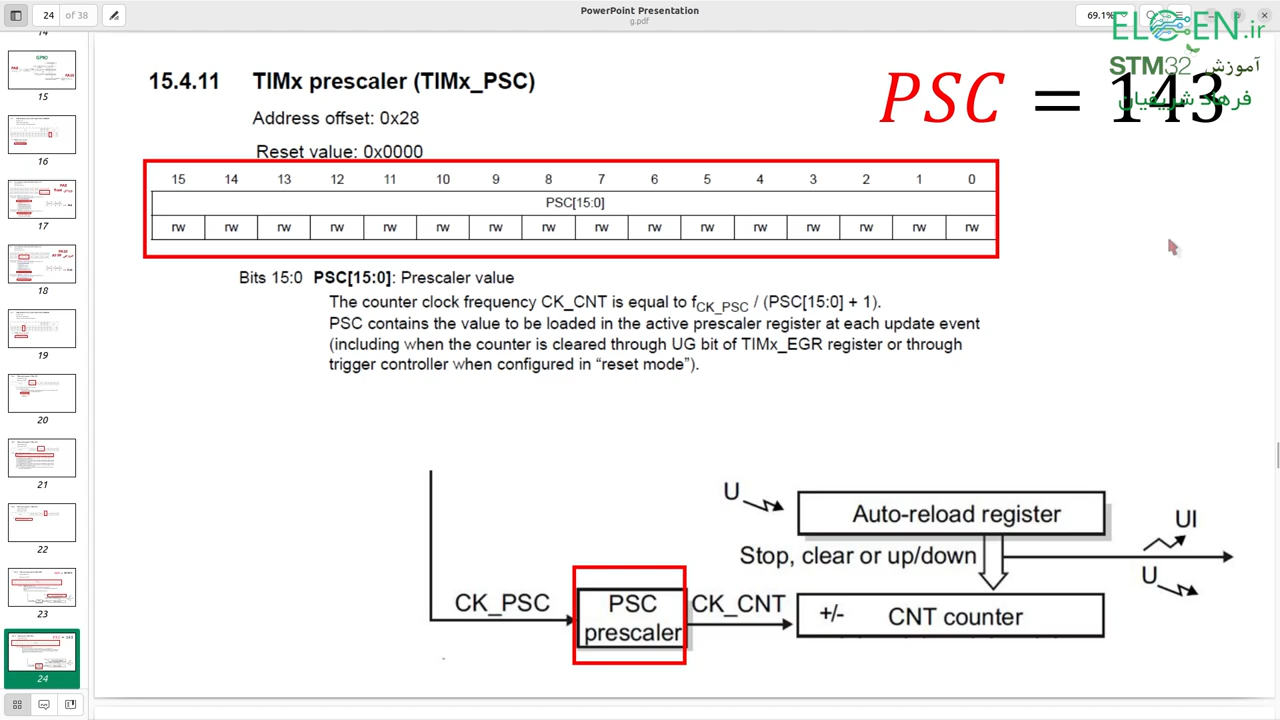 PowerPoint Presentation
g.pdf
24 of 38
69.1%
ELCEN.ir
آموزش STM32
فرهاد شریفیان
15.4.11 TIMx prescaler (TIMx_PSC)
PSC = 143
Address offset: 0x28
Reset value: 0x0000
15 14 13 12 11 10 9 8 7 6 5 4 3 2 1 0
PSC[15:0]
rw rw rw rw rw rw rw rw rw rw rw rw rw rw rw rw
Bits 15:0 PSC[15:0]: Prescaler value
The counter clock frequency CK_CNT is equal to fCK_PSC / (PSC[15:0] + 1).
PSC contains the value to be loaded in the active prescaler register at each update event
(including when the counter is cleared through UG bit of TIMx_EGR register or through
trigger controller when configured in “reset mode”).
U
Auto-reload register
UI
Stop, clear or up/down
U
CK_PSC
PSC
prescaler
CK_CNT
+/- CNT counter
15
16
17
18
19
20
21
22
23
24